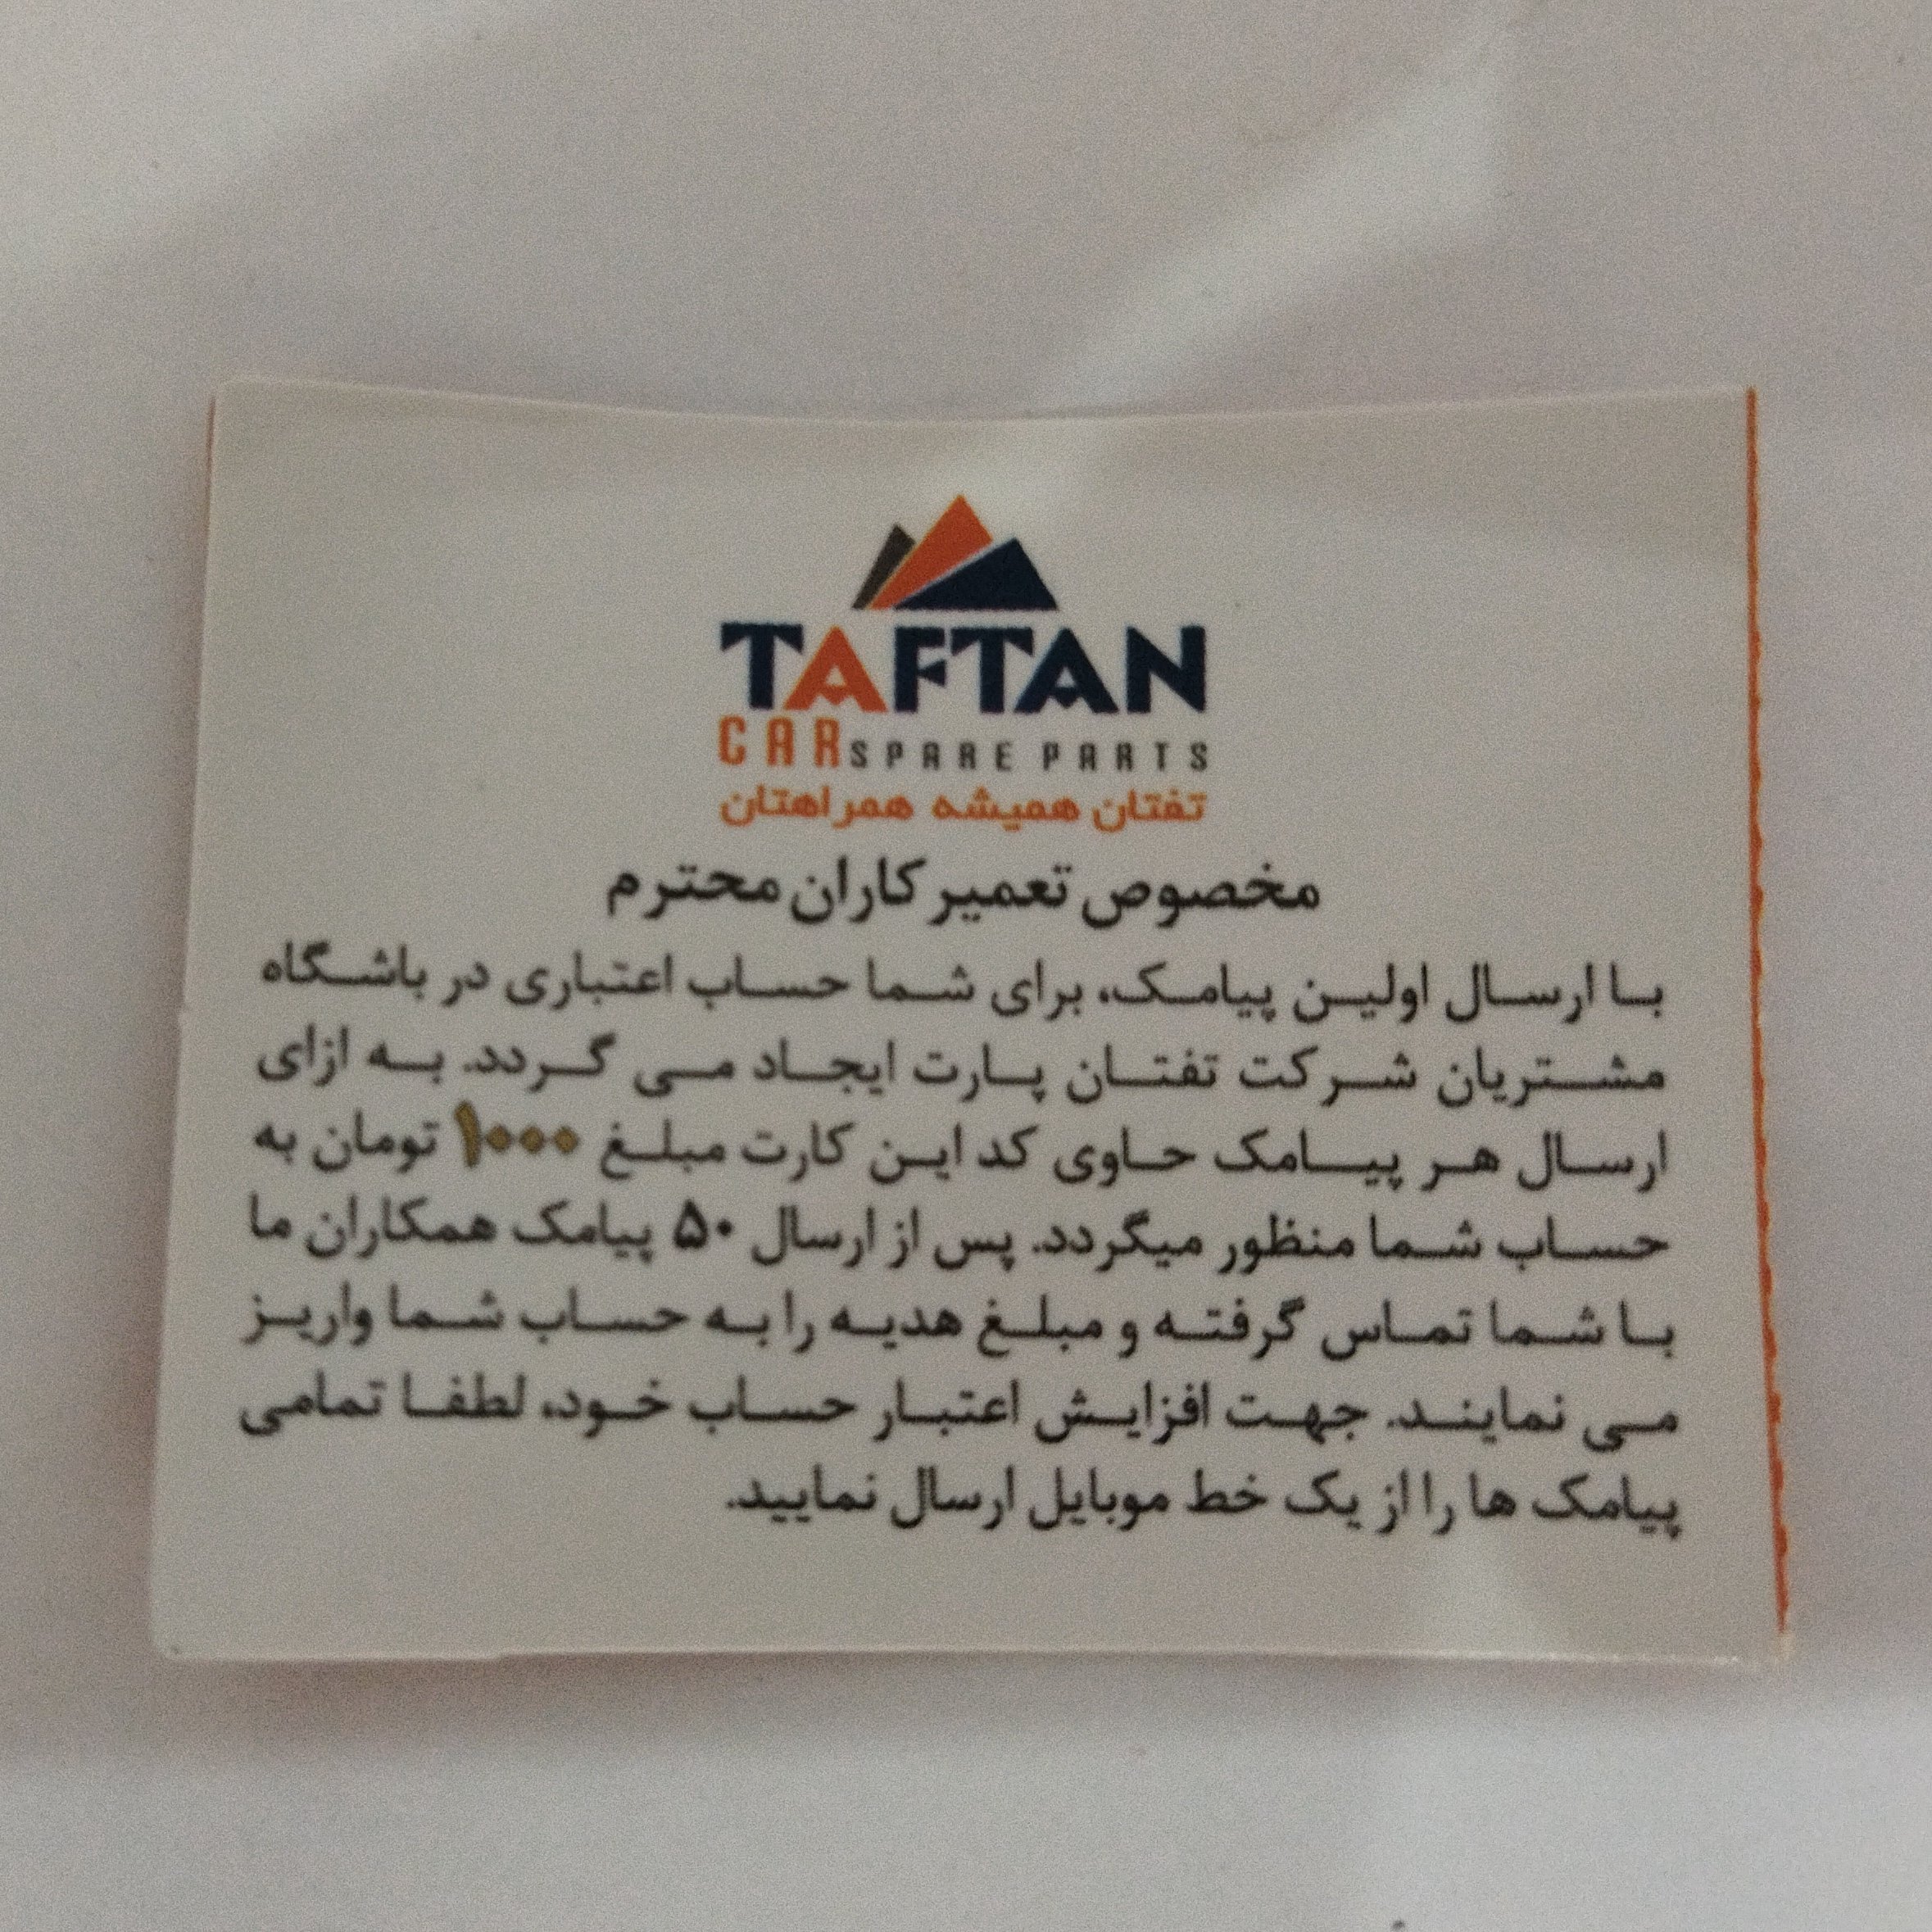 TAFTAN
CAR SPARE PARTS
تفتان همیشه همراهتان
مخصوص تعمیرکاران محترم
با ارسال اولین پیامک، برای شما حساب اعتباری در باشگاه
مشتریان شرکت تفتان پارت ایجاد می گردد. به ازای
ارسال هر پیامک حاوی کد این کارت مبلغ ۱۰۰۰ تومان به
حساب شما منظور میگردد. پس از ارسال ۵۰ پیامک همکاران ما
با شما تماس گرفته و مبلغ هدیه را به حساب شما واریز
می نمایند. جهت افزایش اعتبار حساب خود، لطفا تمامی
پیامک ها را از یک خط موبایل ارسال نمایید.